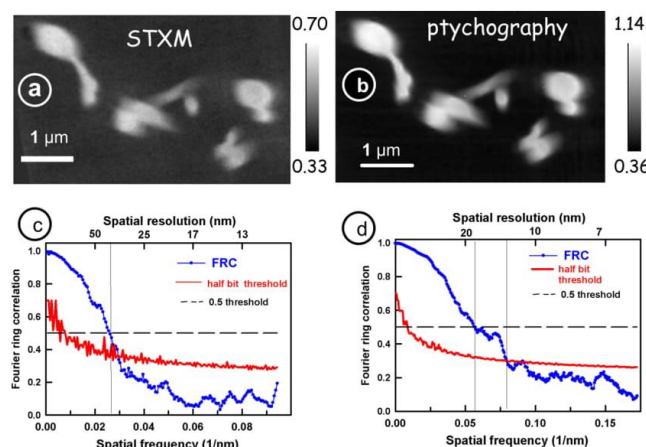 STXM
a
1 µm
0.70
0.33
ptychography
b
1 µm
1.14
0.36
c
Spatial resolution (nm)
50 25 17 13
Fourier ring correlation
1.0
0.8
0.6
0.4
0.2
0.0
FRC
half bit threshold
0.5 threshold
0.00 0.02 0.04 0.06 0.08
Spatial frequency (1/nm)
d
Spatial resolution (nm)
20 10 7
Fourier ring correlation
1.0
0.8
0.6
0.4
0.2
0.0
FRC
half bit
threshold
0.5 threshold
0.00 0.05 0.10 0.15
Spatial frequency (1/nm)